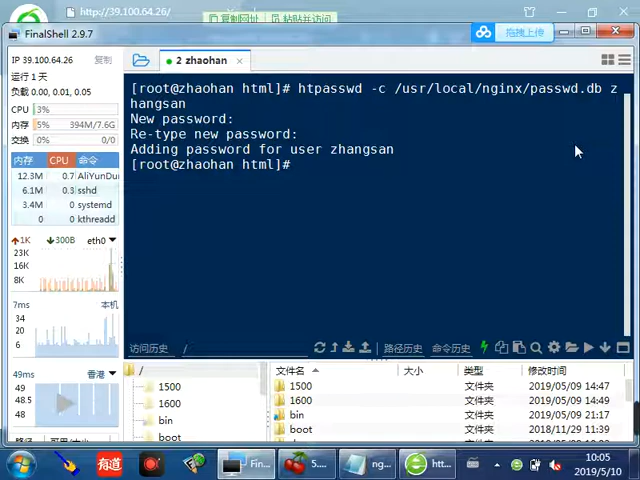 http://39.100.64.26/
复制网址
粘贴并访问
FinalShell 2.9.7
拖拽上传
IP 39.100.64.26 复制
2 zhaohan ×
运行 1 天
负载 0.00, 0.01, 0.05
CPU 3%
内存 5% 394M/7.6G
交换 0% 0/0
内存 CPU 命令
12.3M 0.7 AliYunDun
6.1M 0.3 sshd
3.4M 0 systemd
0 0 kthreadd
1K 300B eth0
23K
16K
8K
7ms 本机
34
20
6
49ms 香港
49
48.5
48
[root@zhaohan html]# htpasswd -c /usr/local/nginx/passwd.db z
hangsan
New password:
Re-type new password:
Adding password for user zhangsan
[root@zhaohan html]#
访问历史 / 路径历史 命令历史
/
1500
1600
bin
boot
文件名 大小 类型 修改时间
1500 文件夹 2019/05/09 14:47
1600 文件夹 2019/05/09 14:49
bin 文件夹 2019/05/09 21:17
boot 文件夹 2018/11/29 11:39
有道
Fin...
5....
ng...
htt...
10:05
2019/5/10